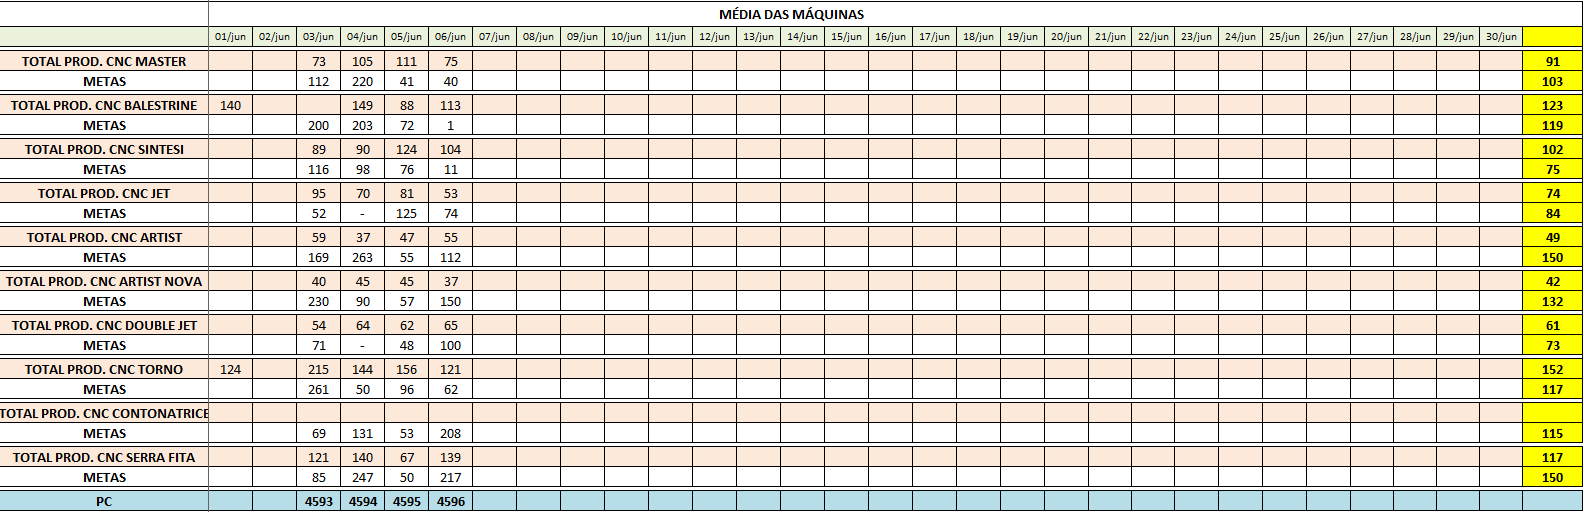 MÉDIA DAS MÁQUINAS
01/jun 02/jun 03/jun 04/jun 05/jun 06/jun 07/jun 08/jun 09/jun 10/jun 11/jun 12/jun 13/jun 14/jun 15/jun 16/jun 17/jun 18/jun 19/jun 20/jun 21/jun 22/jun 23/jun 24/jun 25/jun 26/jun 27/jun 28/jun 29/jun 30/jun
TOTAL PROD. CNC MASTER 73 105 111 75 91
METAS 112 220 41 40 103
TOTAL PROD. CNC BALESTRINE 140 149 88 113 123
METAS 200 203 72 1 119
TOTAL PROD. CNC SINTESI 89 90 124 104 102
METAS 116 98 76 11 75
TOTAL PROD. CNC JET 95 70 81 53 74
METAS 52 - 125 74 84
TOTAL PROD. CNC ARTIST 59 37 47 55 49
METAS 169 263 55 112 150
TOTAL PROD. CNC ARTIST NOVA 40 45 45 37 42
METAS 230 90 57 150 132
TOTAL PROD. CNC DOUBLE JET 54 64 62 65 61
METAS 71 - 48 100 73
TOTAL PROD. CNC TORNO 124 215 144 156 121 152
METAS 261 50 96 62 117
TOTAL PROD. CNC CONTONATRICE
METAS 69 131 53 208 115
TOTAL PROD. CNC SERRA FITA 121 140 67 139 117
METAS 85 247 50 217 150
PC 4593 4594 4595 4596